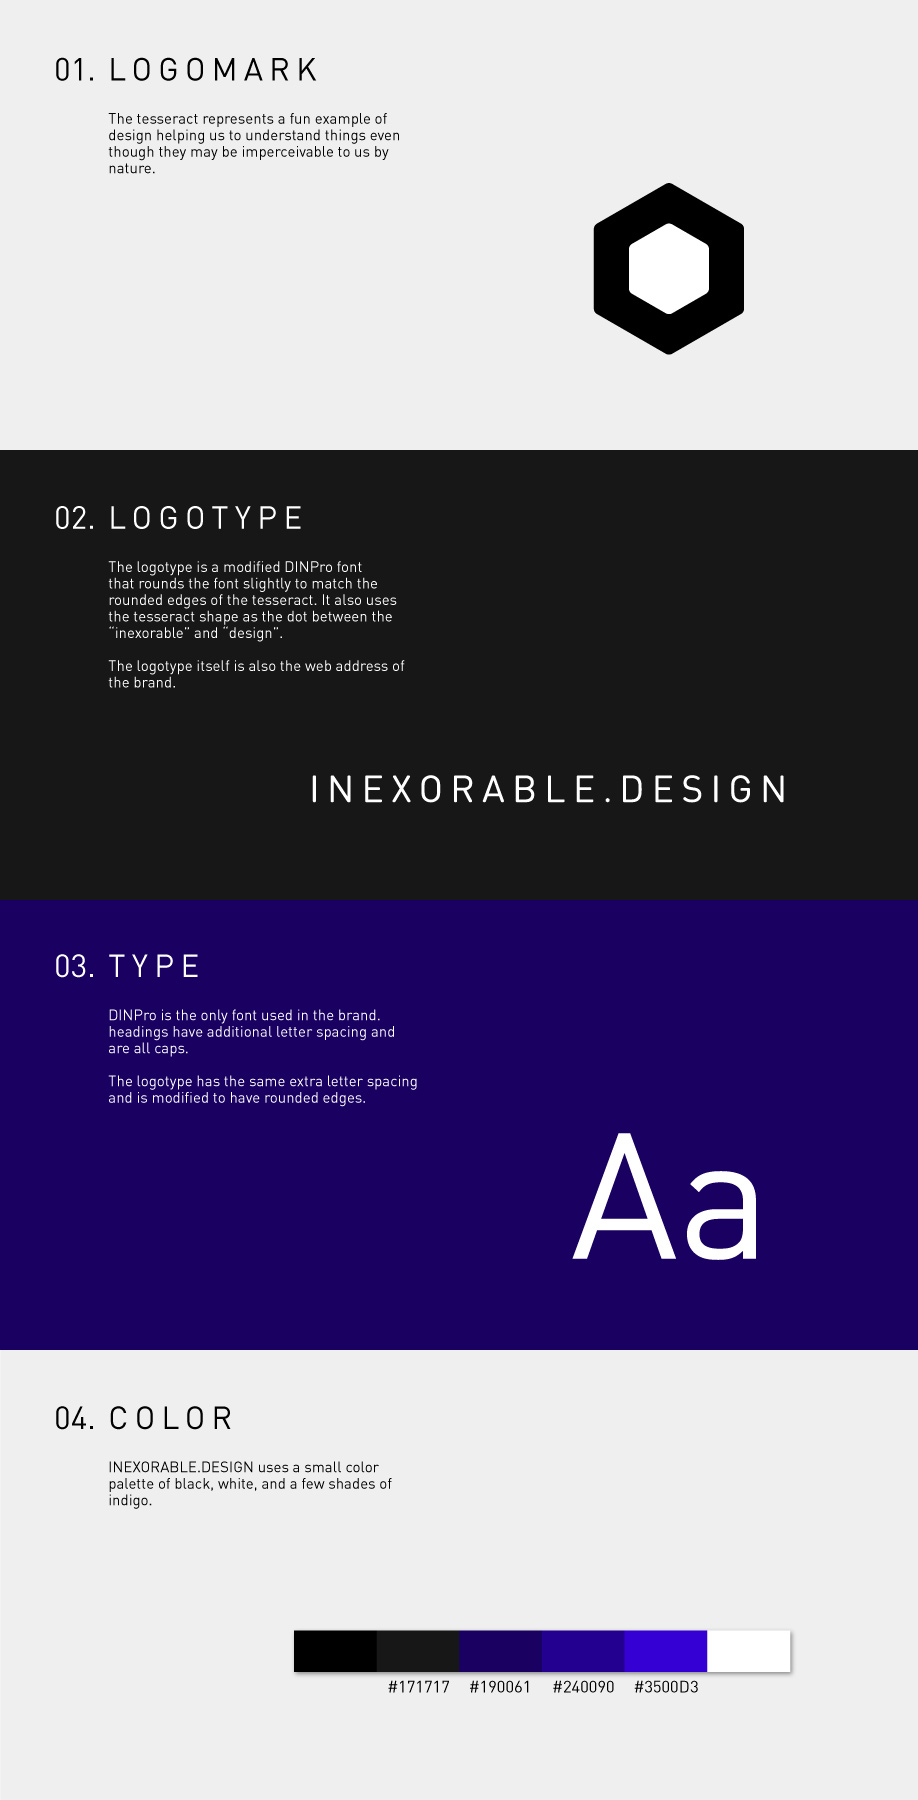 01. LOGOMARK
The tesseract represents a fun example of
design helping us to understand things even
though they may be imperceivable to us by
nature.
02. LOGOTYPE
The logotype is a modified DINPro font
that rounds the font slightly to match the
rounded edges of the tesseract. It also uses
the tesseract shape as the dot between the
“inexorable” and “design”.
The logotype itself is also the web address of
the brand.
INEXORABLE.DESIGN
03. TYPE
DINPro is the only font used in the brand.
headings have additional letter spacing and
are all caps.
The logotype has the same extra letter spacing
and is modified to have rounded edges.
Aa
04. COLOR
INEXORABLE.DESIGN uses a small color
palette of black, white, and a few shades of
indigo.
#171717 #190061 #240090 #3500D3